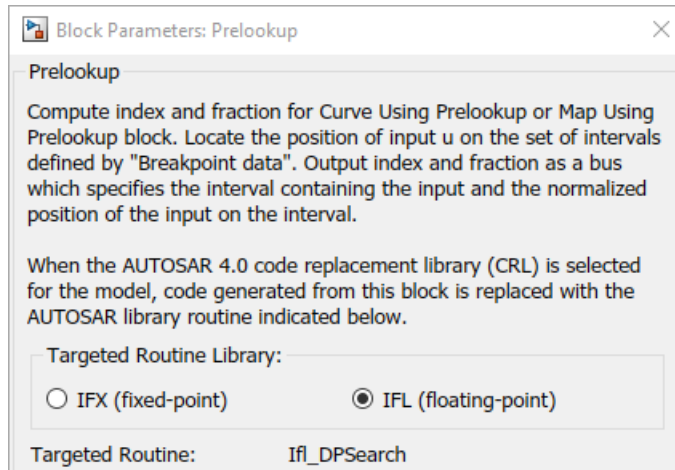 Block Parameters: Prelookup
Prelookup
Compute index and fraction for Curve Using Prelookup or Map Using
Prelookup block. Locate the position of input u on the set of intervals
defined by "Breakpoint data". Output index and fraction as a bus
which specifies the interval containing the input and the normalized
position of the input on the interval.
When the AUTOSAR 4.0 code replacement library (CRL) is selected
for the model, code generated from this block is replaced with the
AUTOSAR library routine indicated below.
Targeted Routine Library:
IFX (fixed-point) IFL (floating-point)
Targeted Routine: Ifl_DPSearch